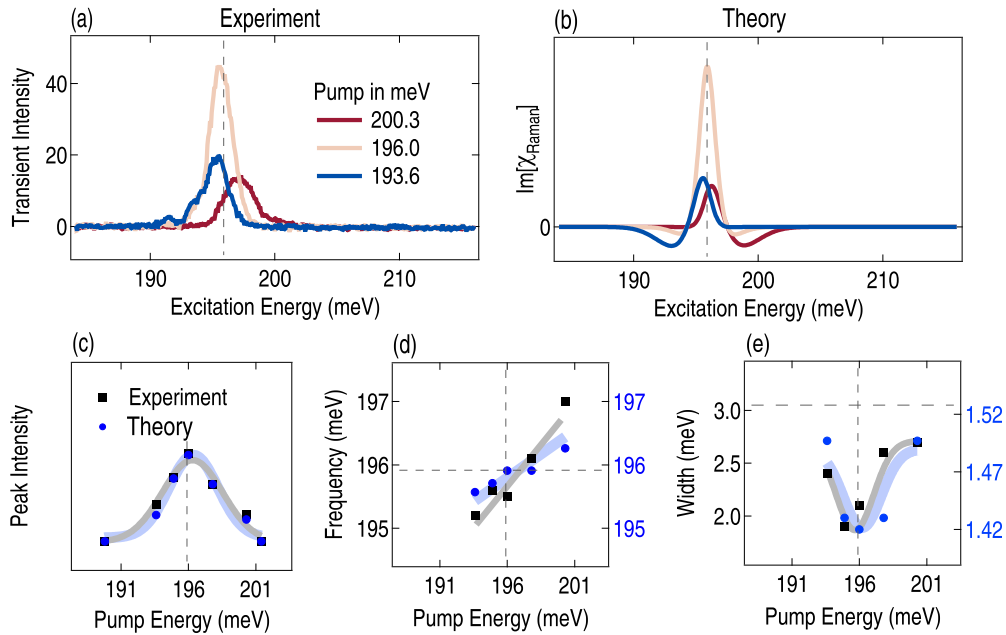 (a)
Experiment
Transient Intensity
40
20
0
Pump in meV
200.3
196.0
193.6
190
200
210
Excitation Energy (meV)
(b)
Theory
Im[χRaman]
0
190
200
210
Excitation Energy (meV)
(c)
Peak Intensity
Experiment
Theory
191
196
201
Pump Energy (meV)
(d)
Frequency (meV)
197
196
195
197
196
195
191
196
201
Pump Energy (meV)
(e)
Width (meV)
3.0
2.5
2.0
1.52
1.47
1.42
191
196
201
Pump Energy (meV)